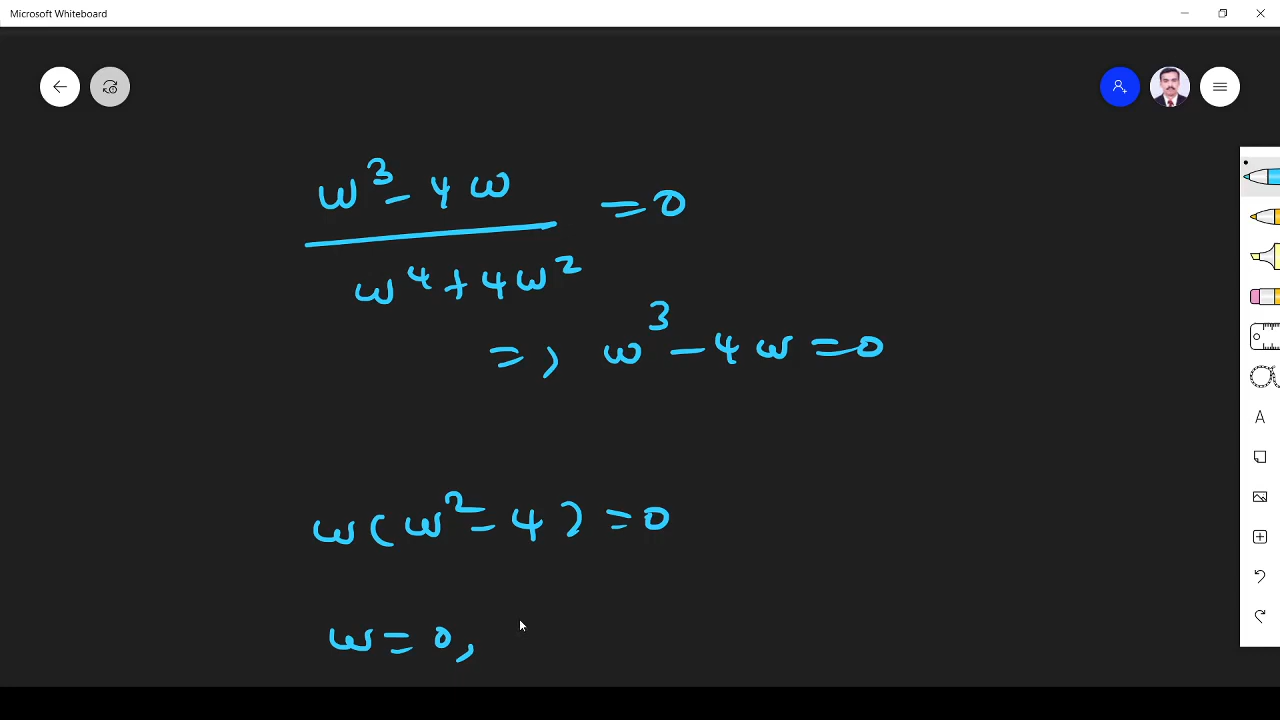 Microsoft Whiteboard
w³ - 4w
—————— = 0
w⁴ + 4w²
=> w³ - 4w = 0
w(w² - 4) = 0
w = 0,
A